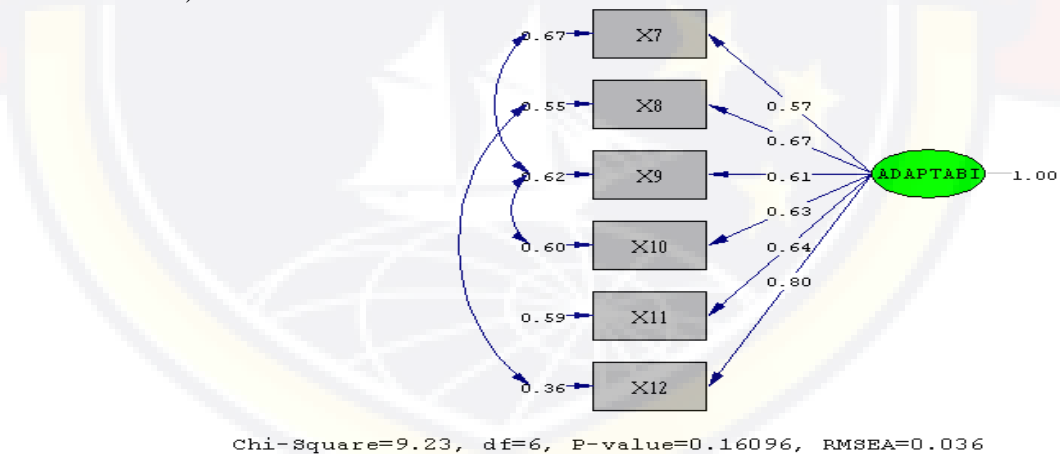 0.67 X7
0.55 X8 0.57
0.67
0.62 X9 0.61 ADAPTABI 1.00
0.63
0.60 X10 0.64
0.80
0.59 X11
0.36 X12
Chi-Square=9.23, df=6, P-value=0.16096, RMSEA=0.036